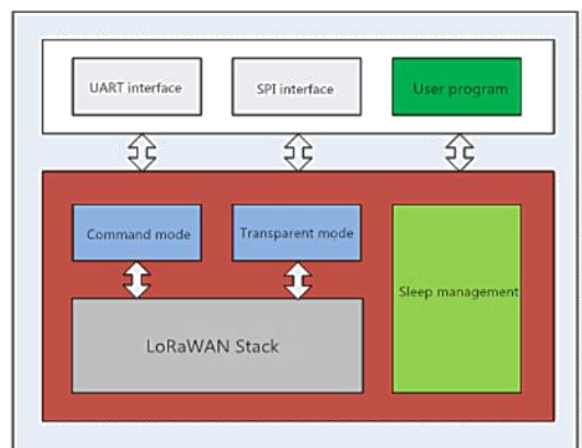 UART interface
SPI interface
User program
Command mode
Transparent mode
Sleep management
LoRaWAN Stack